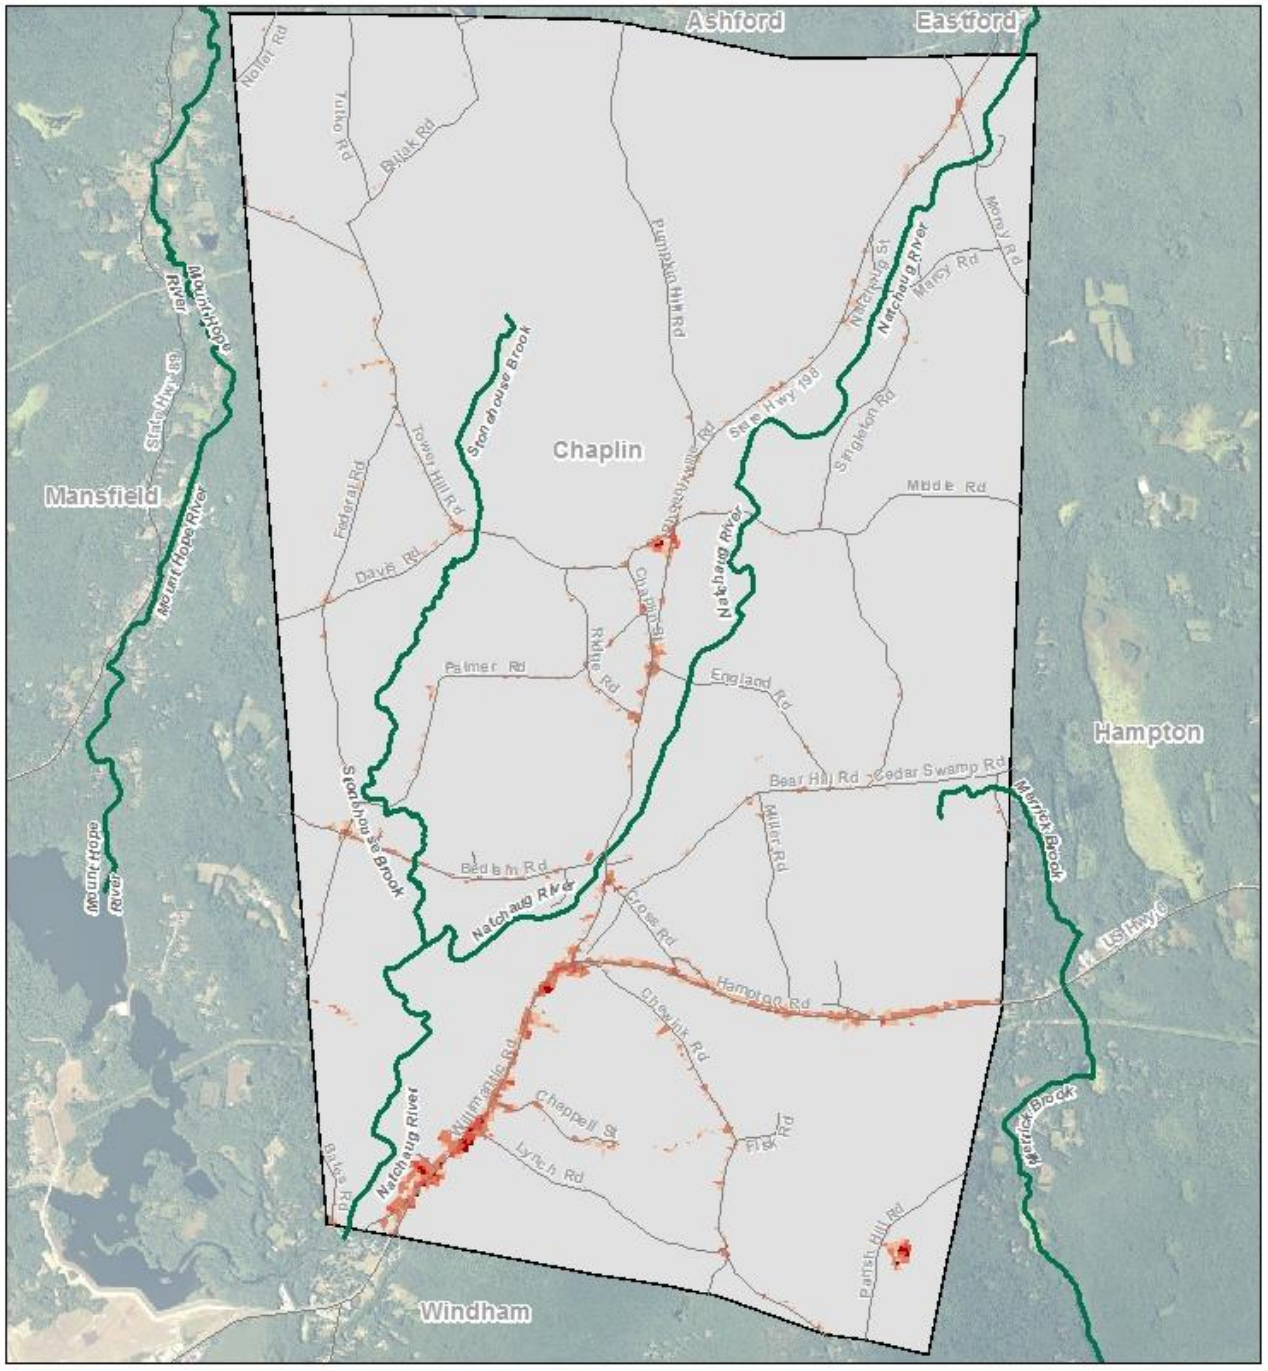 Ashford
Eastford
Nollet Rd
Tutko Rd
Bujak Rd
Pumpkin Hill Rd
Morey Rd
Natchaug St
Natchaug River
Marcy Rd
Mount Hope
River
Stonehouse Brook
State Hwy 89
State Hwy 198
Singleton Rd
Chaplin
Tower Hill Rd
Phoenixville Rd
Mansfield
Federal Rd
Middle Rd
Mount Hope River
Natchaug River
Davis Rd
Chaplin St
Ridge Rd
Palmer Rd
England Rd
Hampton
Bear Hill Rd
Cedar Swamp Rd
Stonehouse Brook
Miller Rd
Merrick Brook
Mount Hope
River
Bedlam Rd
Natchaug River
Cross Rd
US Hwy 6
Hampton Rd
Chewink Rd
Willimantic Rd
Natchaug River
Chappell St
Merrick Brook
Fisk Rd
Lynch Rd
Bates Rd
Parish Hill Rd
Windham